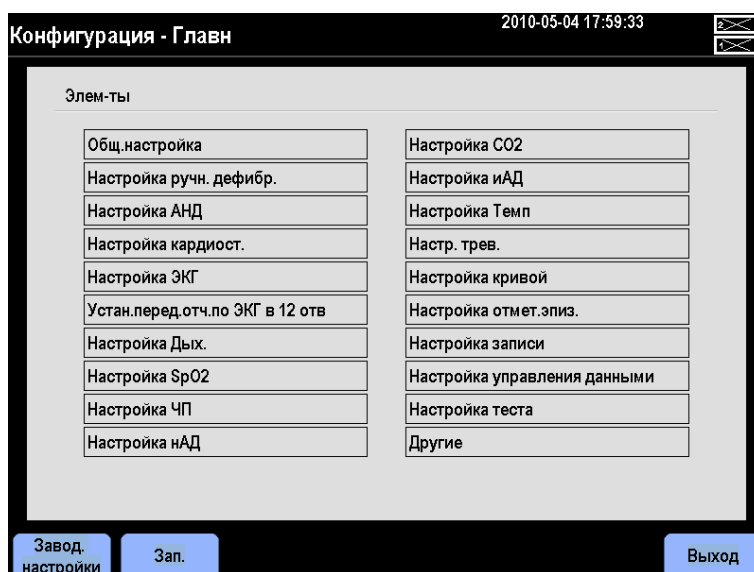 Конфигурация - Главн
2010-05-04 17:59:33
2
1
Элем-ты
Общ.настройка
Настройка ручн. дефибр.
Настройка АНД
Настройка кардиост.
Настройка ЭКГ
Устан.перед.отч.по ЭКГ в 12 отв
Настройка Дых.
Настройка SpO2
Настройка ЧП
Настройка нАД
Настройка CO2
Настройка иАД
Настройка Темп
Настр. трев.
Настройка кривой
Настройка отмет.эпиз.
Настройка записи
Настройка управления данными
Настройка теста
Другие
Завод.
настройки
Зап.
Выход